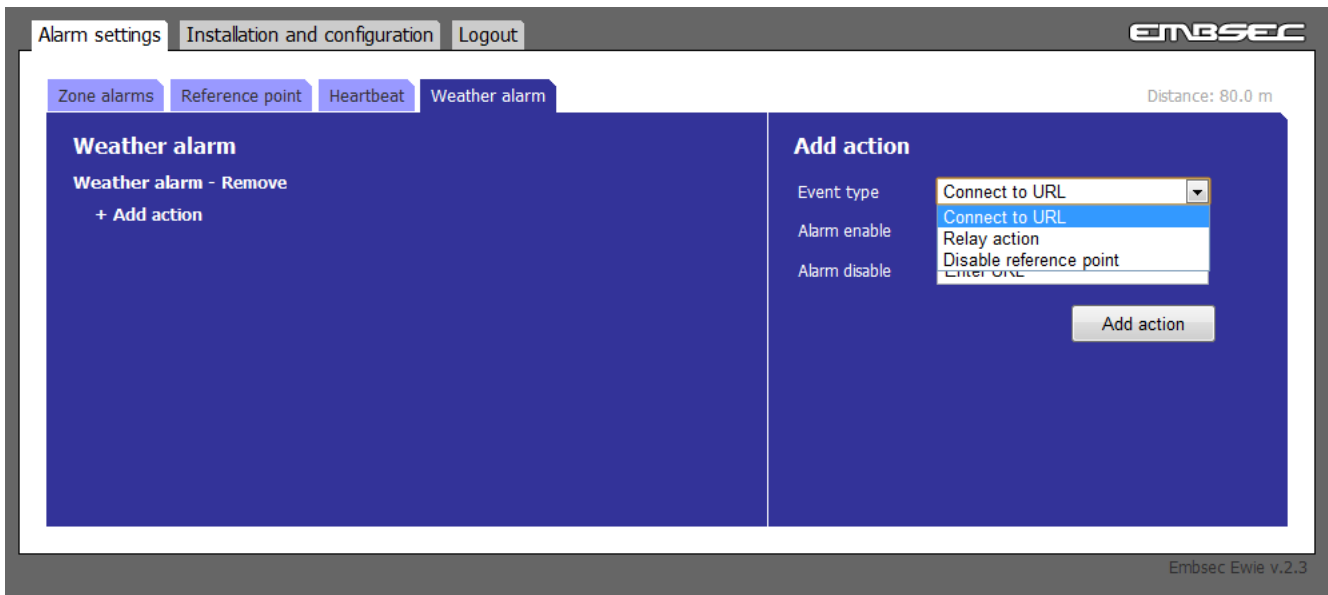 Alarm settings Installation and configuration Logout EMBSEC
Zone alarms Reference point Heartbeat Weather alarm Distance: 80.0 m
Weather alarm
Weather alarm - Remove
+ Add action
Add action
Event type Connect to URL
Connect to URL
Alarm enable Relay action
Disable reference point
Alarm disable Enter URL
Add action
Embsec Ewie v.2.3